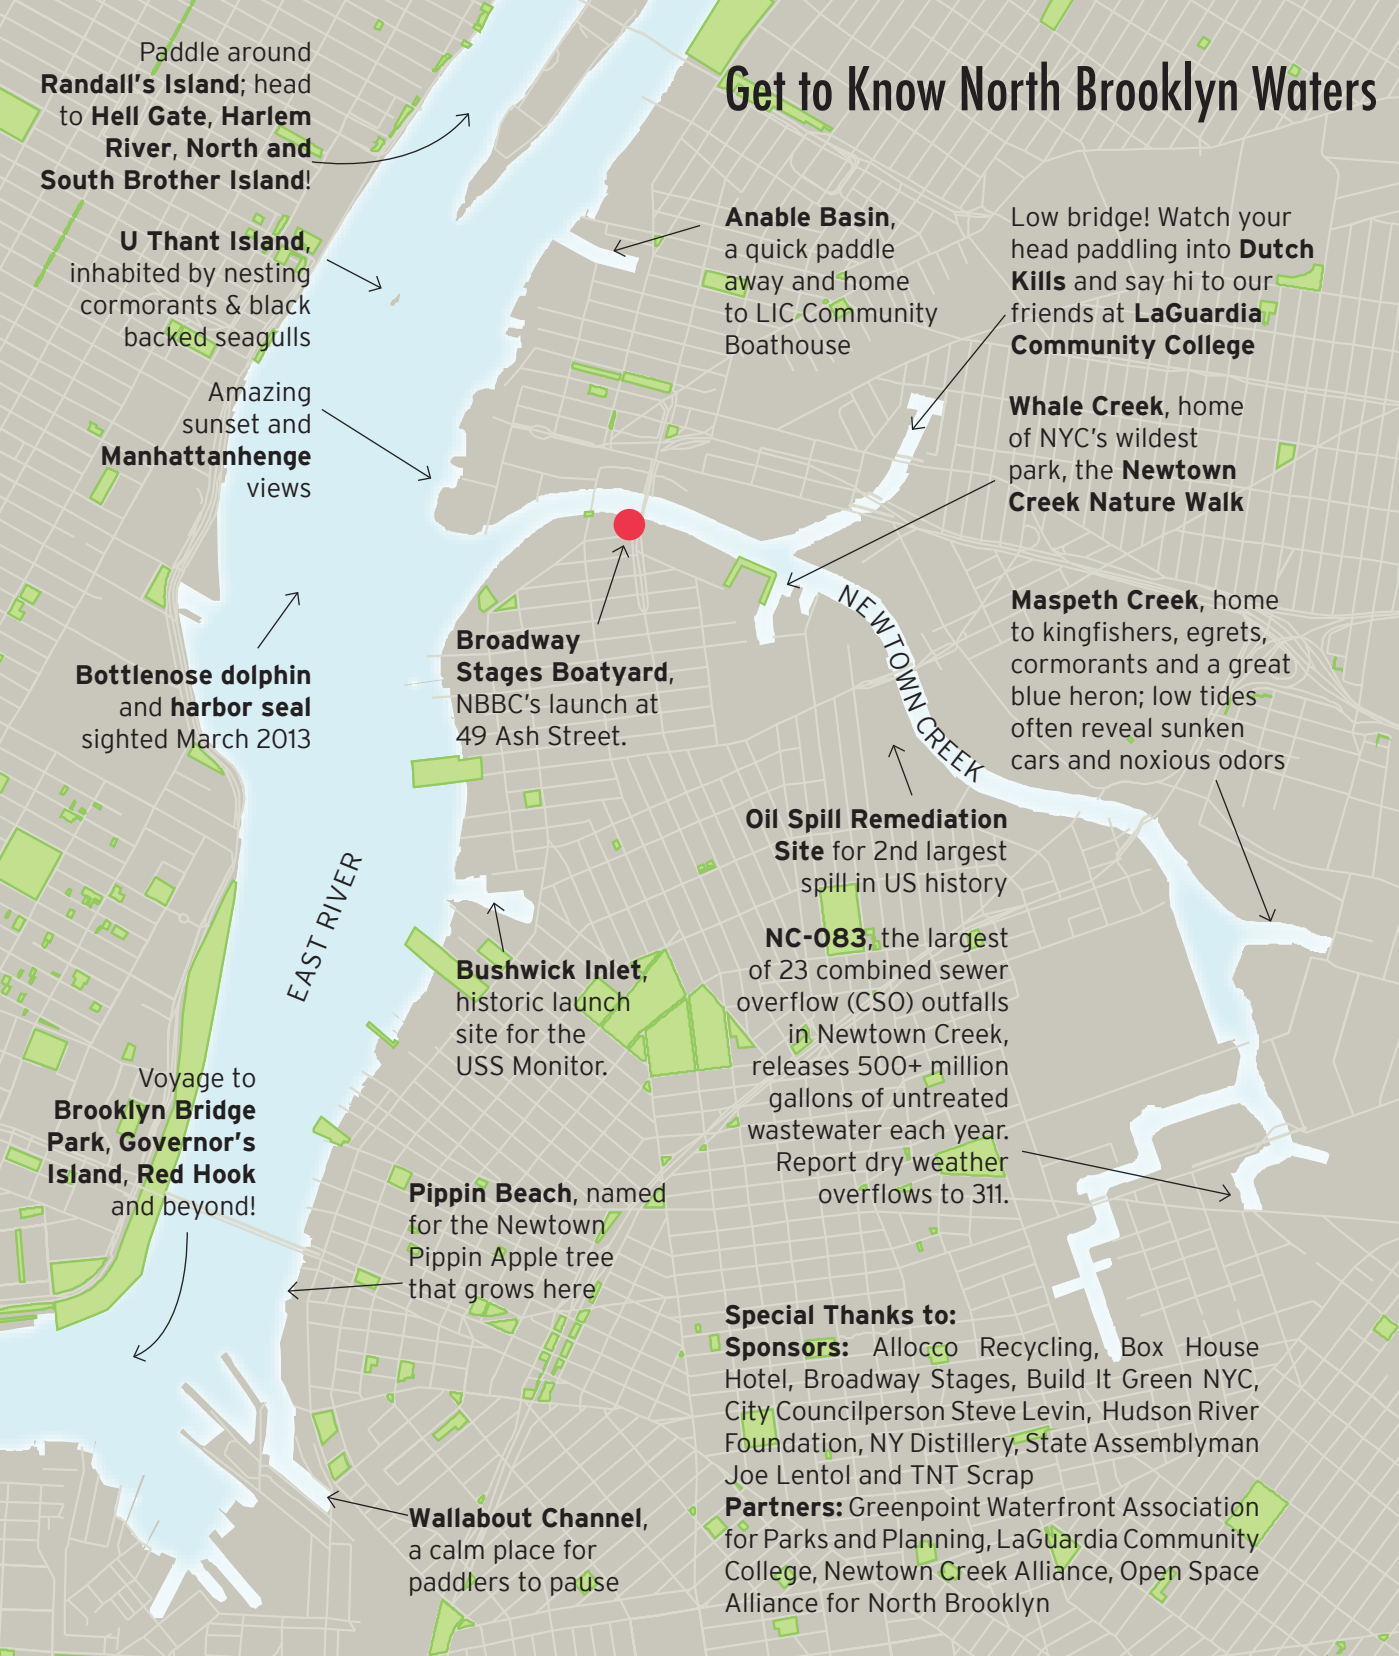 Get to Know North Brooklyn Waters
Paddle around
Randall's Island; head
to Hell Gate, Harlem
River, North and
South Brother Island!
U Thant Island,
inhabited by nesting
cormorants & black
backed seagulls
Amazing
sunset and
Manhattanhenge
views
Anable Basin,
a quick paddle
away and home
to LIC Community
Boathouse
Low bridge! Watch your
head paddling into Dutch
Kills and say hi to our
friends at LaGuardia
Community College
Whale Creek, home
of NYC's wildest
park, the Newtown
Creek Nature Walk
Bottlenose dolphin
and harbor seal
sighted March 2013
Broadway
Stages Boatyard,
NBBC's launch at
49 Ash Street.
NEWTOWN CREEK
Maspeth Creek, home
to kingfishers, egrets,
cormorants and a great
blue heron; low tides
often reveal sunken
cars and noxious odors
Oil Spill Remediation
Site for 2nd largest
spill in US history
EAST RIVER
Bushwick Inlet,
historic launch
site for the
USS Monitor.
NC-083, the largest
of 23 combined sewer
overflow (CSO) outfalls
in Newtown Creek,
releases 500+ million
gallons of untreated
wastewater each year.
Report dry weather
overflows to 311.
Voyage to
Brooklyn Bridge
Park, Governor's
Island, Red Hook
and beyond!
Pippin Beach, named
for the Newtown
Pippin Apple tree
that grows here
Wallabout Channel,
a calm place for
paddlers to pause
Special Thanks to:
Sponsors: Allocco Recycling, Box House
Hotel, Broadway Stages, Build It Green NYC,
City Councilperson Steve Levin, Hudson River
Foundation, NY Distillery, State Assemblyman
Joe Lentol and TNT Scrap
Partners: Greenpoint Waterfront Association
for Parks and Planning, LaGuardia Community
College, Newtown Creek Alliance, Open Space
Alliance for North Brooklyn